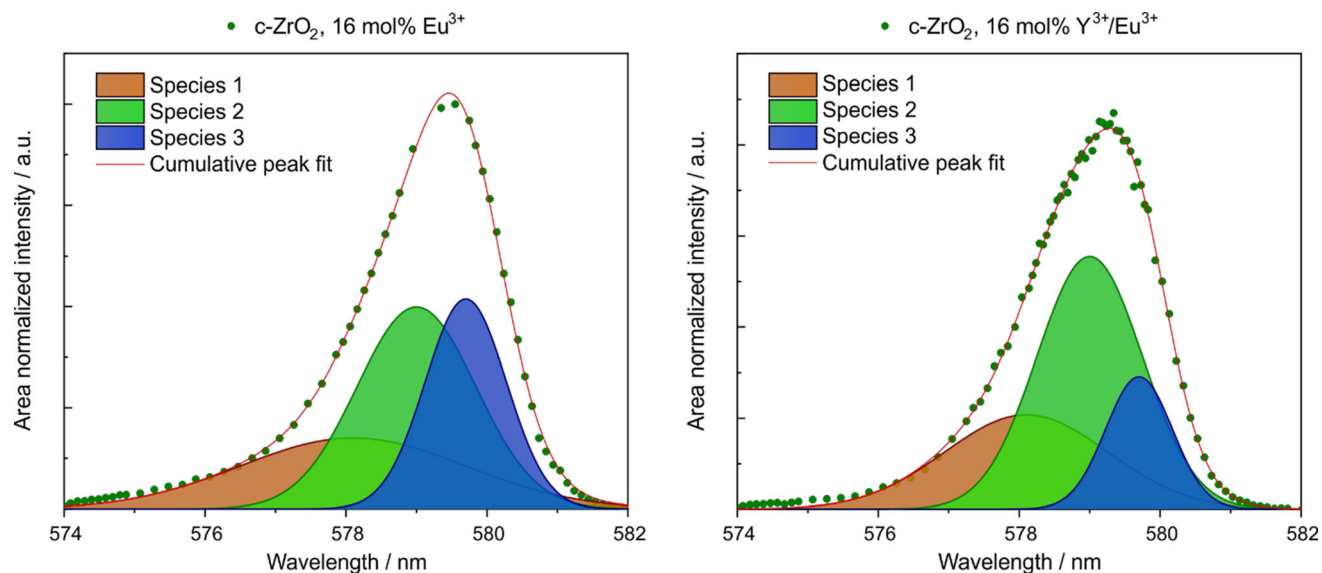 c-ZrO₂, 16 mol% Eu³⁺
Species 1
Species 2
Species 3
Cumulative peak fit
Area normalized intensity / a.u.
574 576 578 580 582
Wavelength / nm
c-ZrO₂, 16 mol% Y³⁺/Eu³⁺
Species 1
Species 2
Species 3
Cumulative peak fit
Area normalized intensity / a.u.
574 576 578 580 582
Wavelength / nm